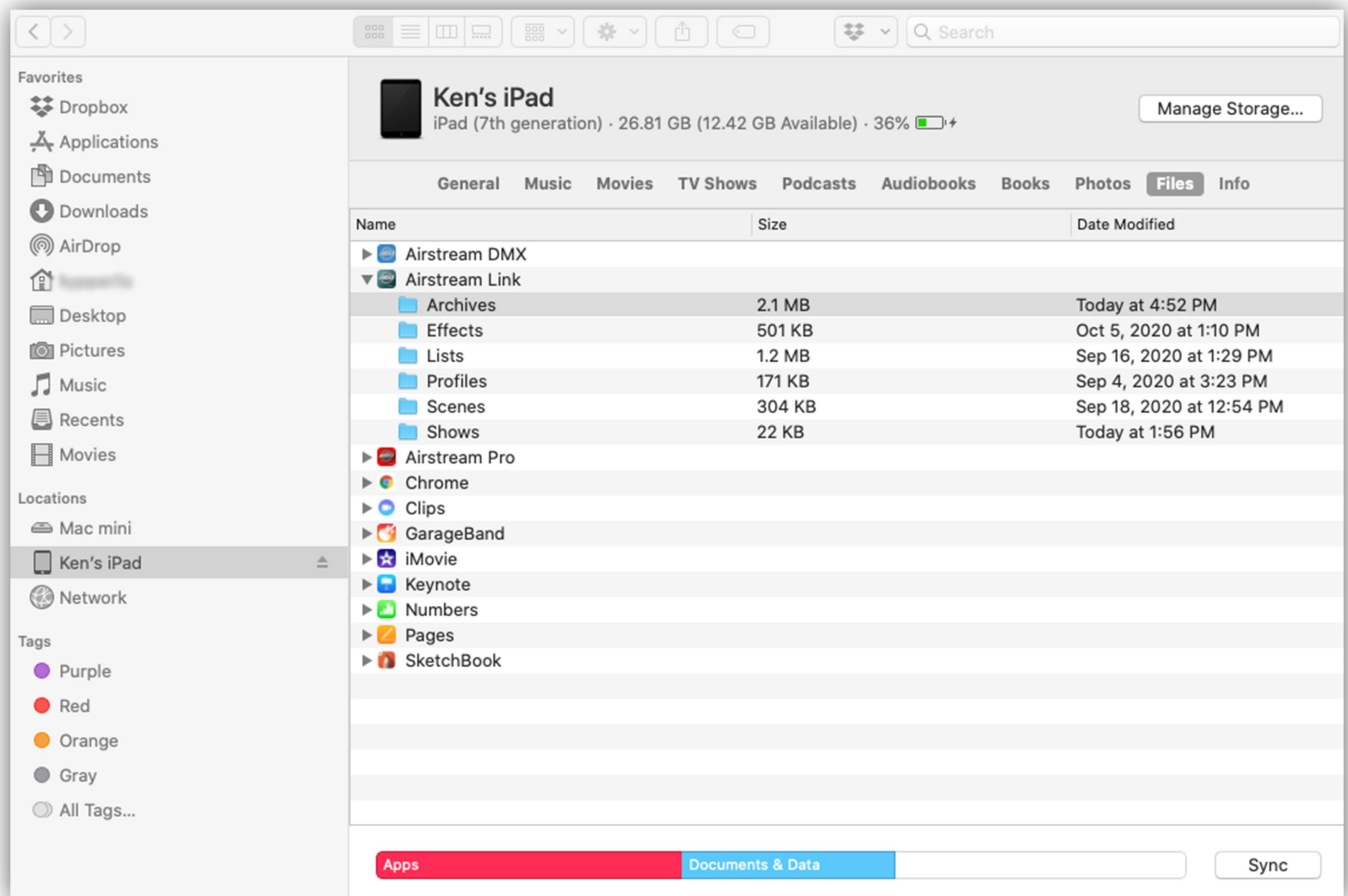 Search
Favorites
Dropbox
Applications
Documents
Downloads
AirDrop
Desktop
Pictures
Music
Recents
Movies
Locations
Mac mini
Ken's iPad
Network
Tags
Purple
Red
Orange
Gray
All Tags...
Ken's iPad
iPad (7th generation) · 26.81 GB (12.42 GB Available) · 36%
Manage Storage...
General Music Movies TV Shows Podcasts Audiobooks Books Photos Files Info
Name Size Date Modified
Airstream DMX
Airstream Link
Archives 2.1 MB Today at 4:52 PM
Effects 501 KB Oct 5, 2020 at 1:10 PM
Lists 1.2 MB Sep 16, 2020 at 1:29 PM
Profiles 171 KB Sep 4, 2020 at 3:23 PM
Scenes 304 KB Sep 18, 2020 at 12:54 PM
Shows 22 KB Today at 1:56 PM
Airstream Pro
Chrome
Clips
GarageBand
iMovie
Keynote
Numbers
Pages
SketchBook
Apps Documents & Data Sync